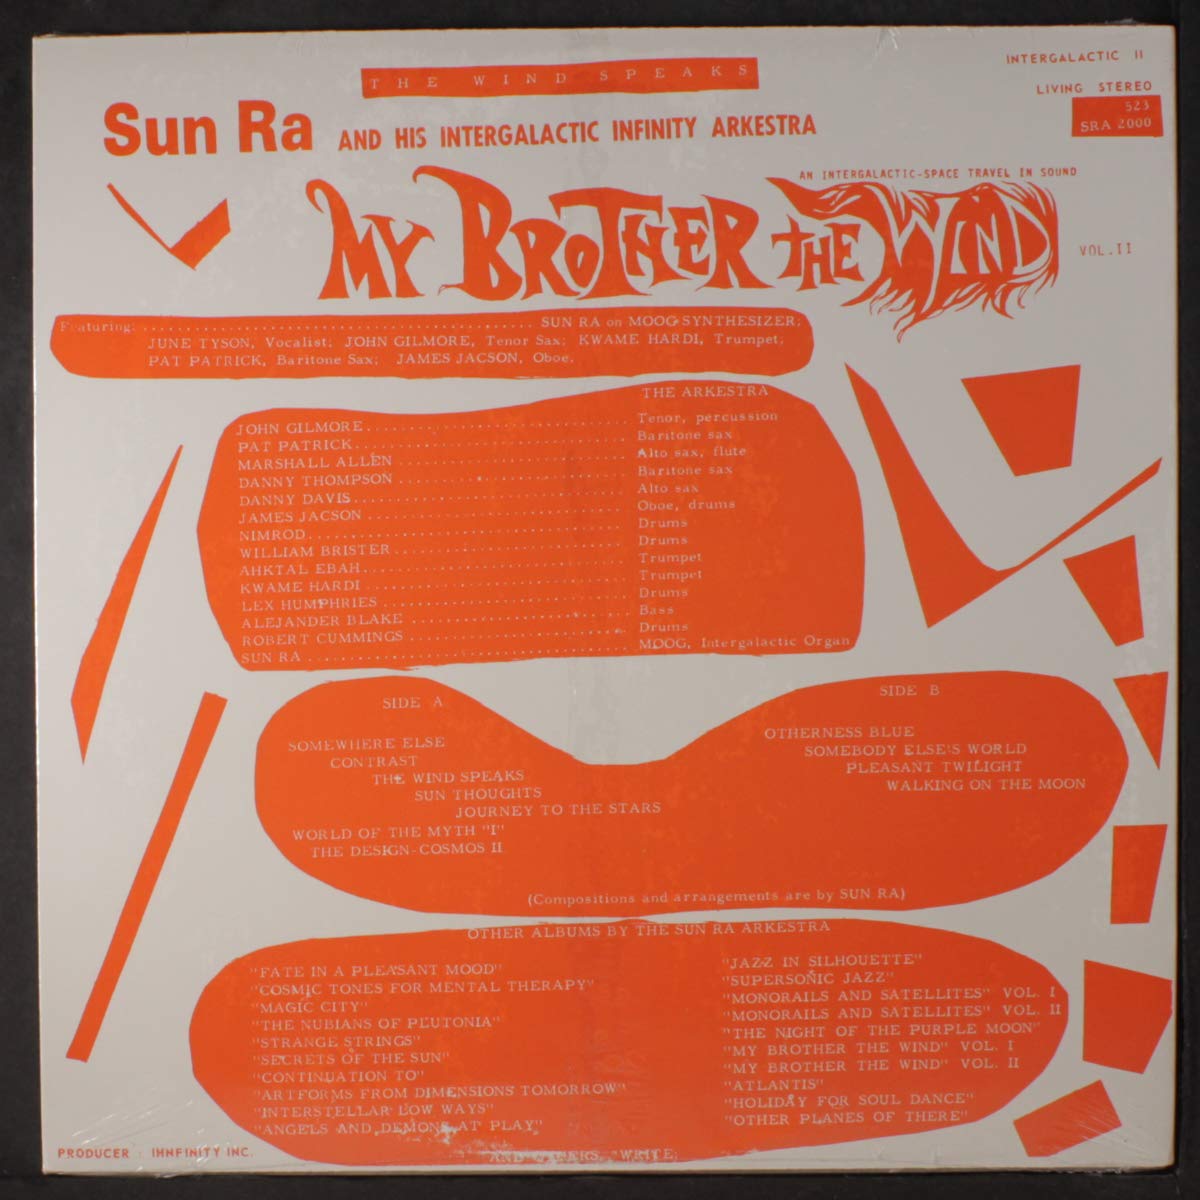 THE WIND SPEAKS
INTERGALACTIC II
LIVING STEREO
523
SRA 2000
Sun Ra AND HIS INTERGALACTIC INFINITY ARKESTRA
AN INTERGALACTIC-SPACE TRAVEL IN SOUND
MY BROTHER THE WIND VOL.II
Featuring: SUN RA on MOOG SYNTHESIZER;
JUNE TYSON, Vocalist; JOHN GILMORE, Tenor Sax; KWAME HARDI, Trumpet;
PAT PATRICK, Baritone Sax; JAMES JACSON, Oboe.
THE ARKESTRA
JOHN GILMORE Tenor, percussion
PAT PATRICK Baritone sax
MARSHALL ALLEN Alto sax, flute
DANNY THOMPSON Baritone sax
DANNY DAVIS Alto sax
JAMES JACSON Oboe, drums
NIMROD Drums
WILLIAM BRISTER Drums
AHKTAL EBAH Trumpet
KWAME HARDI Trumpet
LEX HUMPHRIES Drums
ALEJANDER BLAKE Bass
ROBERT CUMMINGS Drums
SUN RA MOOG, Intergalactic Organ
SIDE A
SOMEWHERE ELSE
CONTRAST
THE WIND SPEAKS
SUN THOUGHTS
JOURNEY TO THE STARS
WORLD OF THE MYTH "I"
THE DESIGN-COSMOS II
SIDE B
OTHERNESS BLUE
SOMEBODY ELSE'S WORLD
PLEASANT TWILIGHT
WALKING ON THE MOON
(Compositions and arrangements are by SUN RA)
OTHER ALBUMS BY THE SUN RA ARKESTRA
"FATE IN A PLEASANT MOOD"
"COSMIC TONES FOR MENTAL THERAPY"
"MAGIC CITY"
"THE NUBIANS OF PLUTONIA"
"STRANGE STRINGS"
"SECRETS OF THE SUN"
"CONTINUATION TO"
"ARTFORMS FROM DIMENSIONS TOMORROW"
"INTERSTELLAR LOW WAYS"
"ANGELS AND DEMONS AT PLAY"
"JAZZ IN SILHOUETTE"
"SUPERSONIC JAZZ"
"MONORAILS AND SATELLITES" VOL. I
"MONORAILS AND SATELLITES" VOL. II
"THE NIGHT OF THE PURPLE MOON"
"MY BROTHER THE WIND" VOL. I
"MY BROTHER THE WIND" VOL. II
"ATLANTIS"
"HOLIDAY FOR SOUL DANCE"
"OTHER PLANES OF THERE"
AND OTHERS, WRITE:
PRODUCER : IHNFINITY INC.